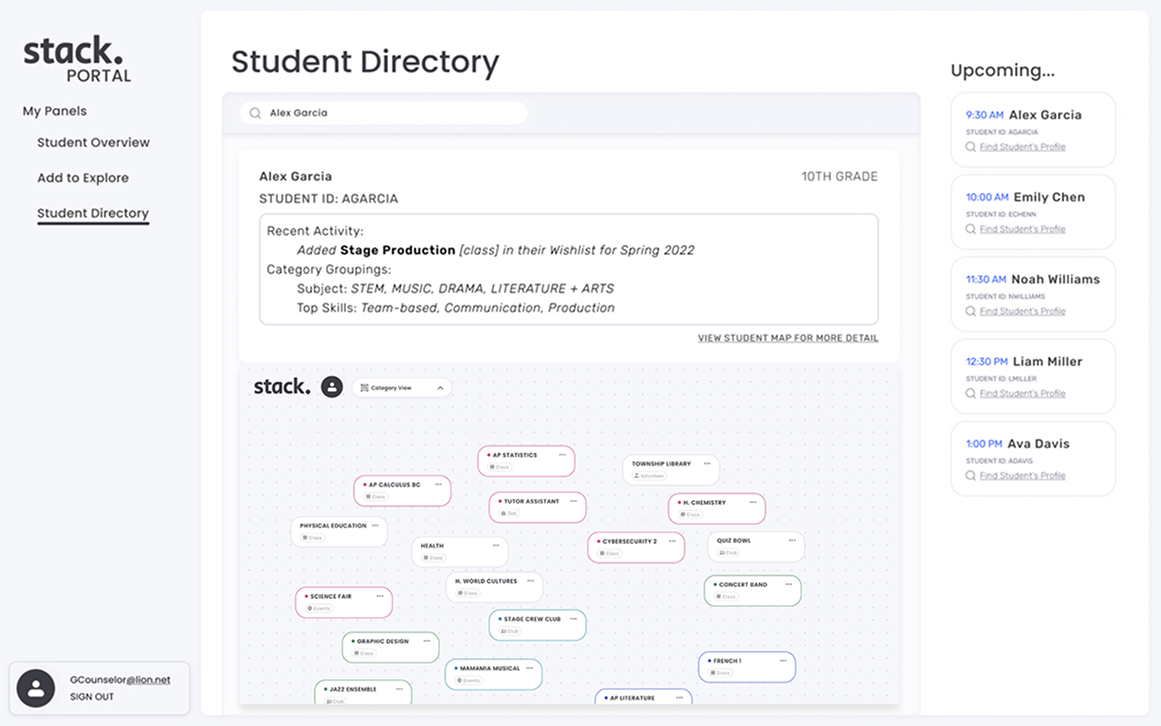 stack.
PORTAL
My Panels
Student Overview
Add to Explore
Student Directory
GCounselor@lion.net
SIGN OUT
Student Directory
Alex Garcia
Alex Garcia
10TH GRADE
STUDENT ID: AGARCIA
Recent Activity:
Added Stage Production [class] in their Wishlist for Spring 2022
Category Groupings:
Subject: STEM, MUSIC, DRAMA, LITERATURE + ARTS
Top Skills: Team-based, Communication, Production
VIEW STUDENT MAP FOR MORE DETAIL
stack.
Category View
AP STATISTICS
Class
TOWNSHIP LIBRARY
Volunteer
AP CALCULUS BC
Class
TUTOR ASSISTANT
Job
H. CHEMISTRY
Class
PHYSICAL EDUCATION
Class
HEALTH
Class
CYBERSECURITY 2
Class
QUIZ BOWL
Club
H. WORLD CULTURES
Class
CONCERT BAND
Class
SCIENCE FAIR
Events
STAGE CREW CLUB
Club
GRAPHIC DESIGN
Class
MAMAMIA MUSICAL
Events
FRENCH 1
Class
JAZZ ENSEMBLE
Club
AP LITERATURE
Upcoming...
9:30 AM Alex Garcia
STUDENT ID: AGARCIA
Find Student's Profile
10:00 AM Emily Chen
STUDENT ID: ECHENN
Find Student's Profile
11:30 AM Noah Williams
STUDENT ID: NWILLIAMS
Find Student's Profile
12:30 PM Liam Miller
STUDENT ID: LMILLER
Find Student's Profile
1:00 PM Ava Davis
STUDENT ID: ADAVIS
Find Student's Profile